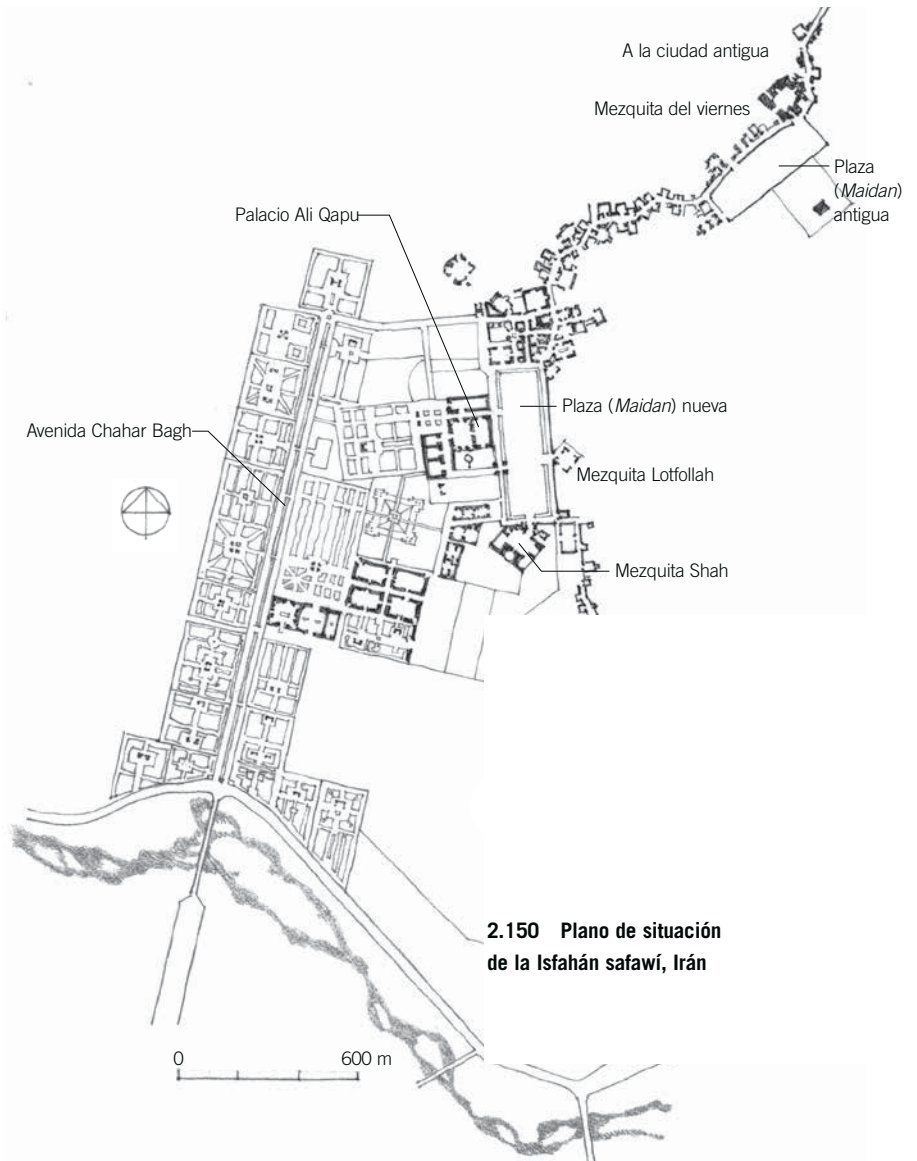 A la ciudad antigua
Mezquita del viernes
Plaza
(Maidan)
antigua
Palacio Ali Qapu
Plaza (Maidan) nueva
Avenida Chahar Bagh
Mezquita Lotfollah
Mezquita Shah
2.150 Plano de situación
de la Isfahán safawí, Irán
0 600 m